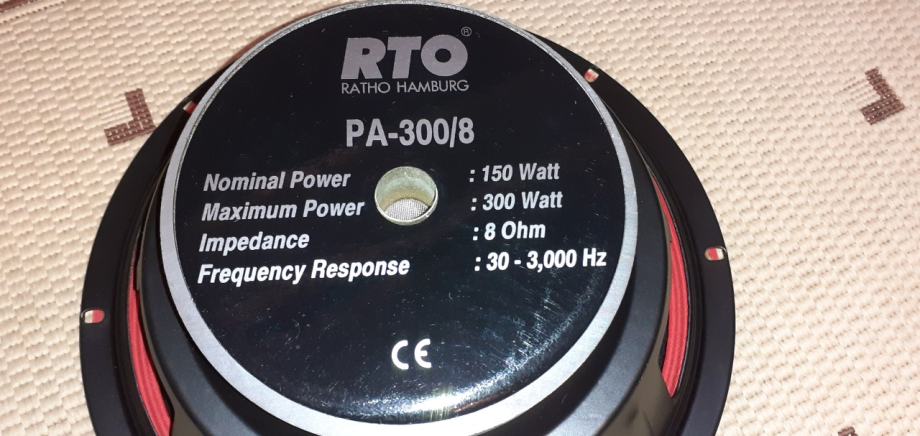 RTO®
RATHO HAMBURG
PA-300/8
Nominal Power : 150 Watt
Maximum Power : 300 Watt
Impedance : 8 Ohm
Frequency Response : 30 - 3,000 Hz
CE